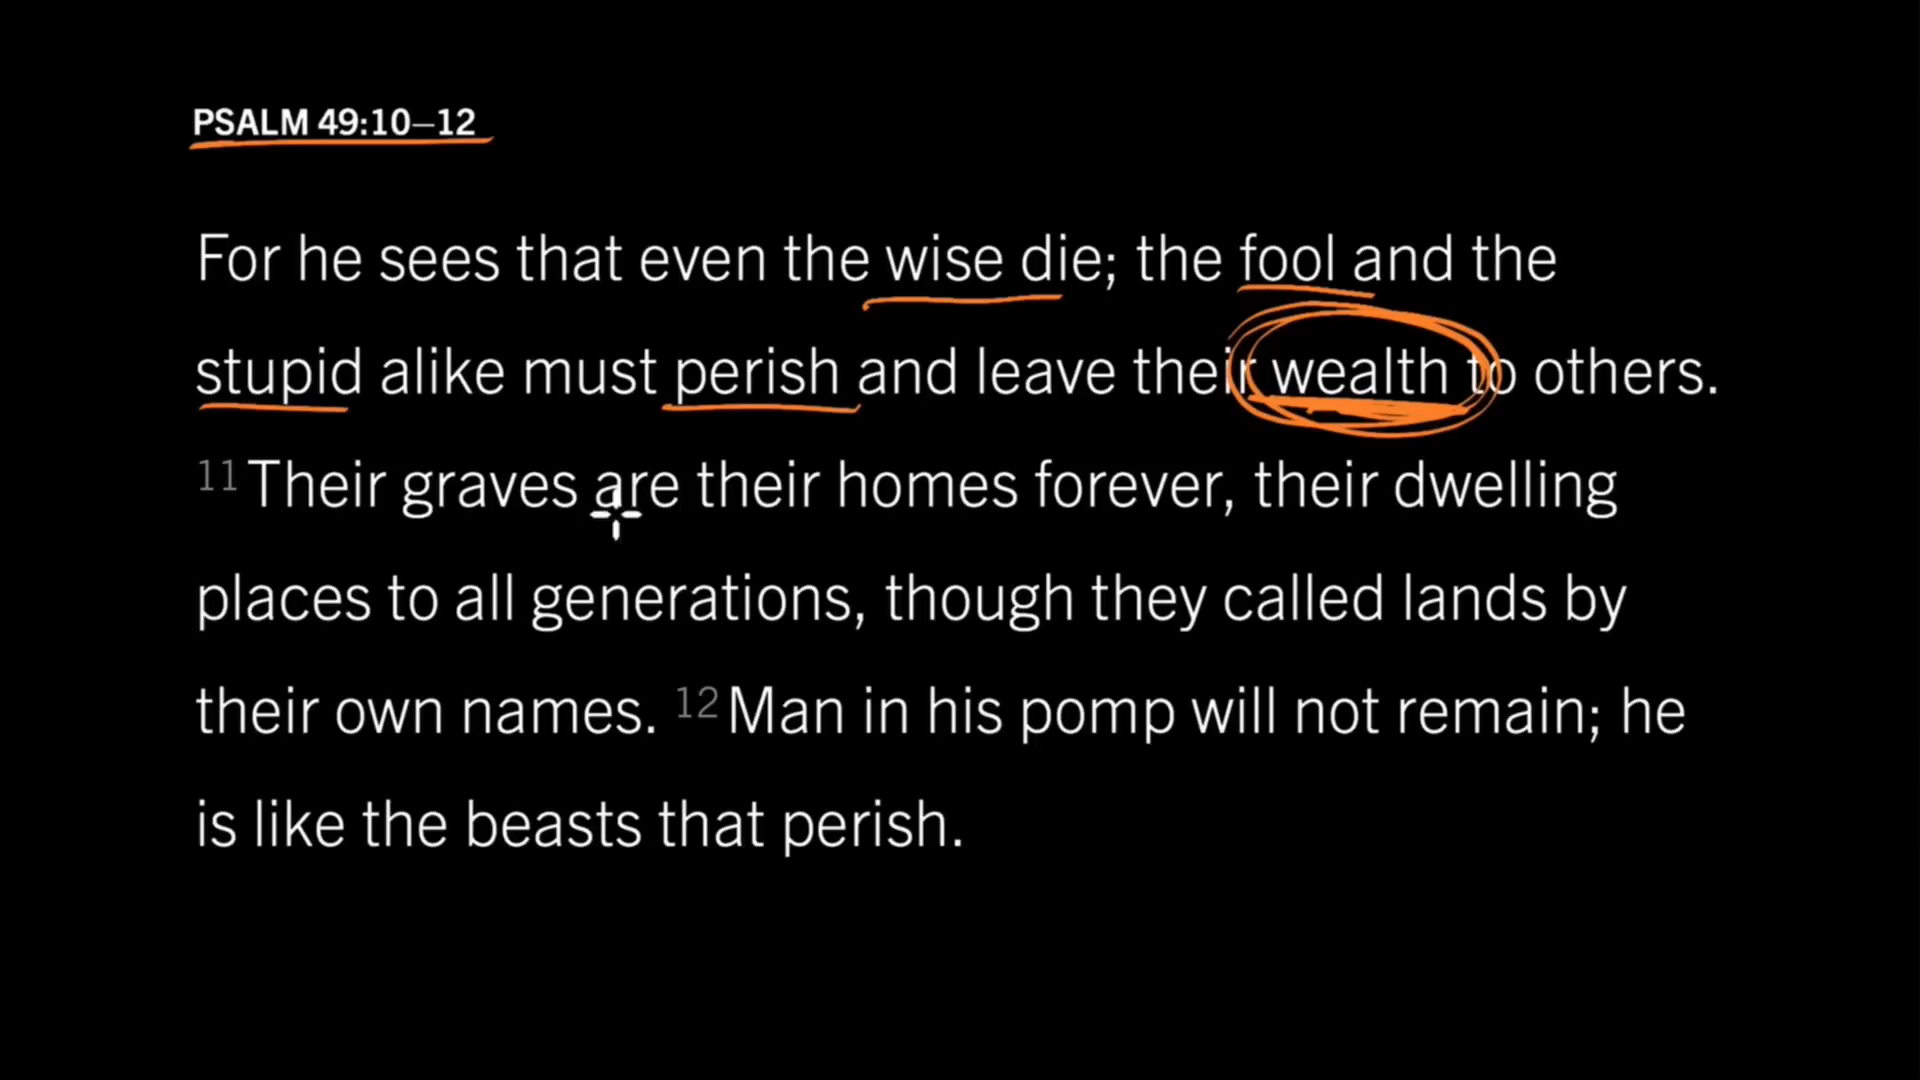 PSALM 49:10–12
For he sees that even the wise die; the fool and the
stupid alike must perish and leave their wealth to others.
11 Their graves are their homes forever, their dwelling
places to all generations, though they called lands by
their own names. 12 Man in his pomp will not remain; he
is like the beasts that perish.